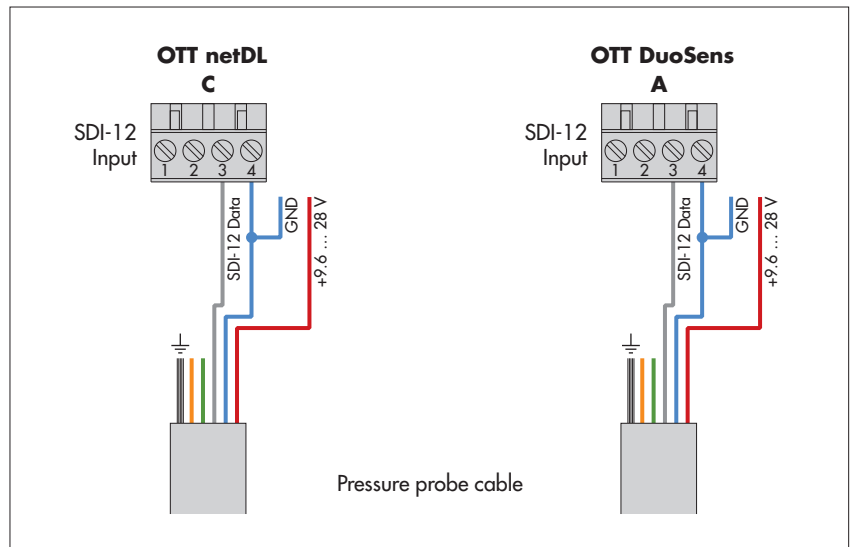 OTT netDL
C
SDI-12
Input
1 2 3 4
SDI-12 Data
GND
+9.6 ... 28 V
OTT DuoSens
A
SDI-12
Input
1 2 3 4
SDI-12 Data
GND
+9.6 ... 28 V
Pressure probe cable